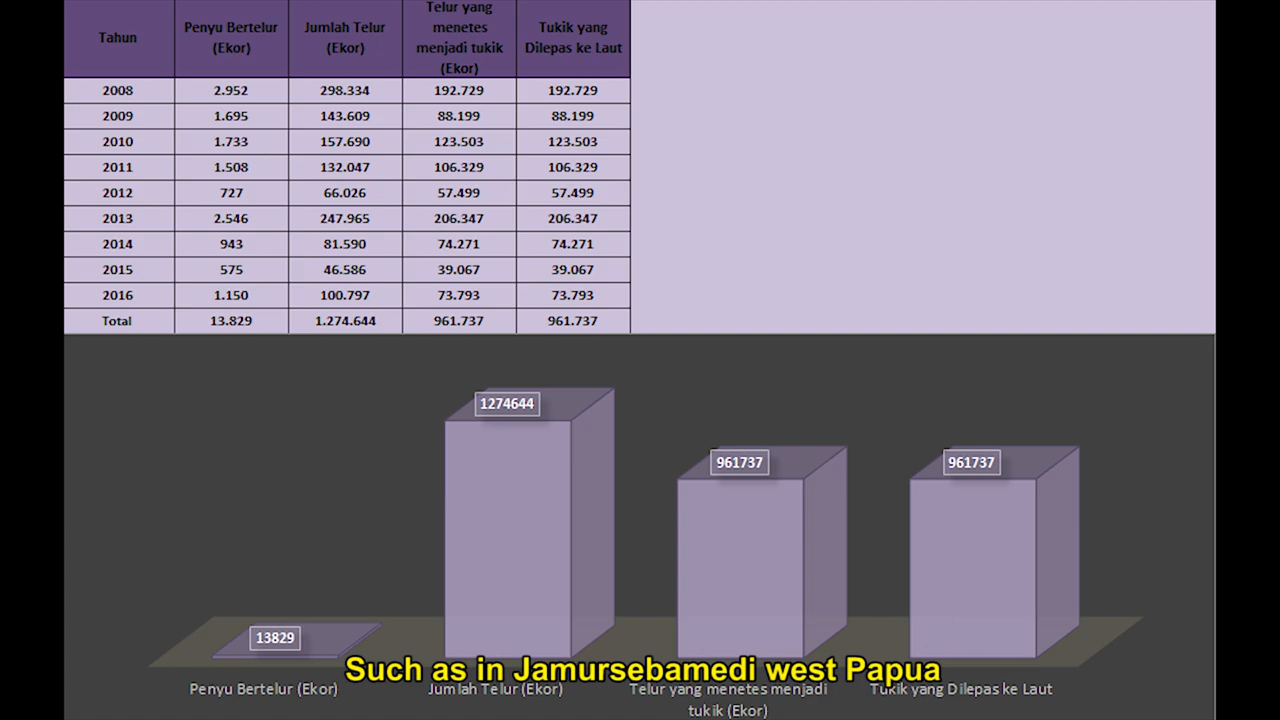 Tahun
Penyu Bertelur
(Ekor)
Jumlah Telur
(Ekor)
Telur yang
menetes
menjadi tukik
(Ekor)
Tukik yang
Dilepas ke Laut
2008 2.952 298.334 192.729 192.729
2009 1.695 143.609 88.199 88.199
2010 1.733 157.690 123.503 123.503
2011 1.508 132.047 106.329 106.329
2012 727 66.026 57.499 57.499
2013 2.546 247.965 206.347 206.347
2014 943 81.590 74.271 74.271
2015 575 46.586 39.067 39.067
2016 1.150 100.797 73.793 73.793
Total 13.829 1.274.644 961.737 961.737
1274644
961737
961737
13829
Such as in Jamursebamedi west Papua
Penyu Bertelur (Ekor)
Jumlah Telur (Ekor)
Telur yang menetes menjadi
tukik (Ekor)
Tukik yang Dilepas ke Laut